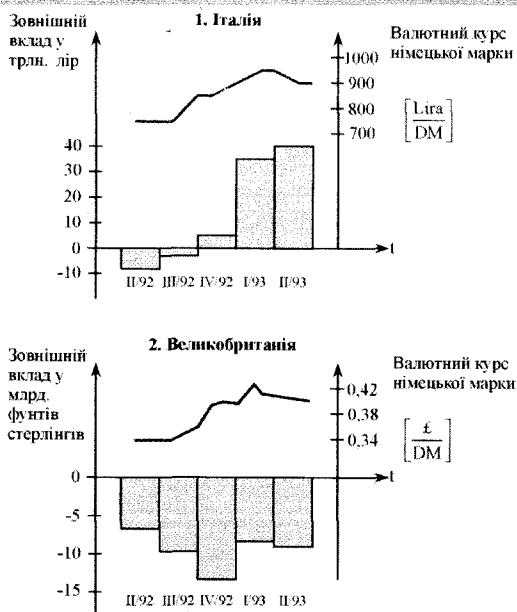 1. Італія
Зовнішній
вклад у
трлн. лір
Валютний курс
німецької марки
[Lira
DM]
1000
900
800
700
40
30
20
10
0
-10
t
II/92 III/92 IV/92 I/93 II/93
2. Великобританія
Зовнішній
вклад у
млрд.
фунтів
стерлінгів
Валютний курс
німецької марки
[£
DM]
0,42
0,38
0,34
0
-5
-10
-15
t
II/92 III/92 IV/92 I/93 II/93